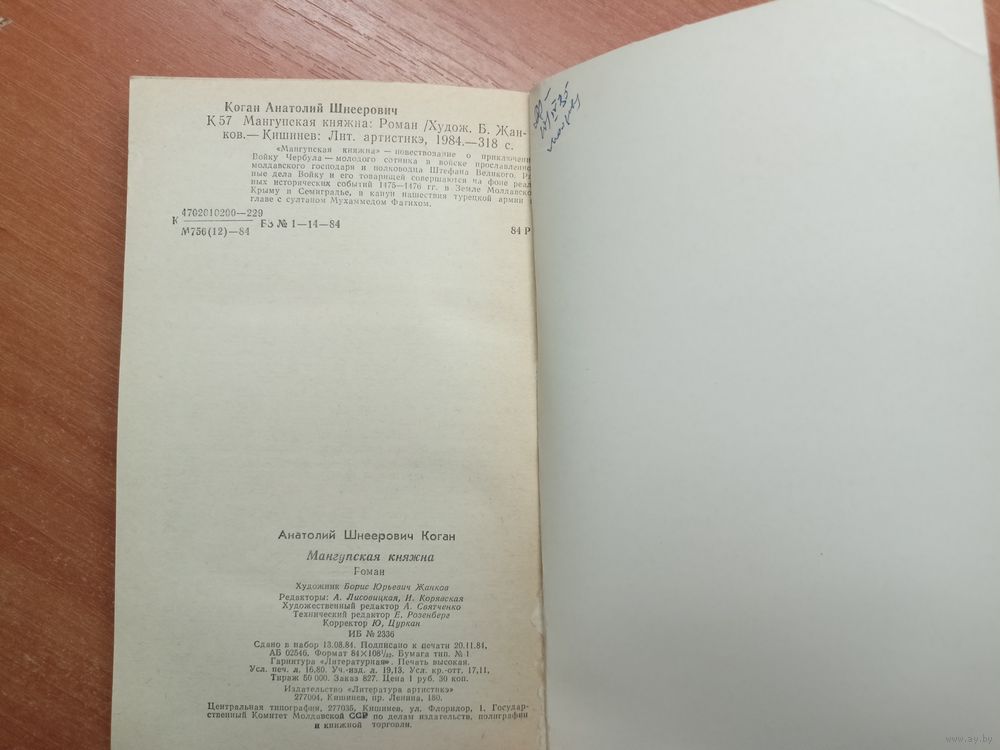 Коган Анатолий Шнеерович
К57 Мангупская княжна: Роман /Худож. Б. Жан-
ков.— Кишинев: Лит. артистикэ, 1984.—318 с.
«Мангупская княжна» — повествование о приключени
Войку Чербула — молодого сотника в войске прославленно
молдавского господаря и полководца Штефана Великого. Ра
ные дела Войку и его товарищей совершаются на фоне реал
ных исторических событий 1475—1476 гг. в Земле Молдавско
Крыму и Семиградье, в канун нашествия турецкой армии
главе с султаном Мухаммедом Фатихом.
К 4702010200—229
М756(12)—84
БЗ № 1—14—84
84 Р
Анатолий Шнеерович Коган
Мангупская княжна
Роман
Художник Борис Юрьевич Жанков
Редакторы: А. Лисовицкая, И. Корявская
Художественный редактор А. Святченко
Технический редактор Е. Розенберг
Корректор Ю. Цуркан
ИБ № 2336
Сдано в набор 13.08.84. Подписано к печати 20.11.84.
АБ 02546. Формат 84×108¹/₃₂. Бумага тип. № 1
Гарнитура «Литературная». Печать высокая.
Усл. печ. л. 16,80. Уч.-изд. л. 19,13. Усл. кр.-отт. 17,11.
Тираж 50 000. Заказ 827. Цена 1 руб. 30 коп.
Издательство «Литература артистикэ»
277004, Кишинев, пр. Ленина, 180.
Центральная типография, 277035, Кишинев, ул. Флорилор, 1. Государ-
ственный Комитет Молдавской ССР по делам издательств, полиграфии
и книжной торговли.
www.ay.by